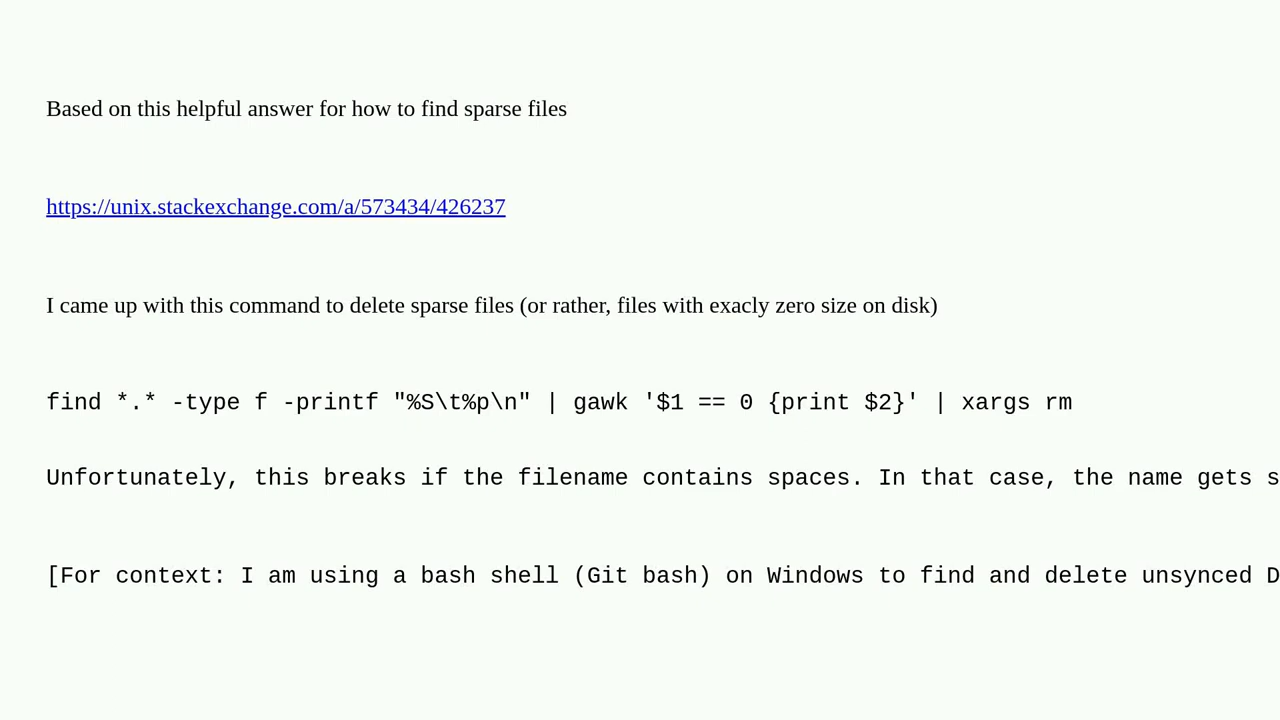 Based on this helpful answer for how to find sparse files
https://unix.stackexchange.com/a/573434/426237
I came up with this command to delete sparse files (or rather, files with exacly zero size on disk)
find *.* -type f -printf "%S\t%p\n" | gawk '$1 == 0 {print $2}' | xargs rm
Unfortunately, this breaks if the filename contains spaces. In that case, the name gets s
[For context: I am using a bash shell (Git bash) on Windows to find and delete unsynced D